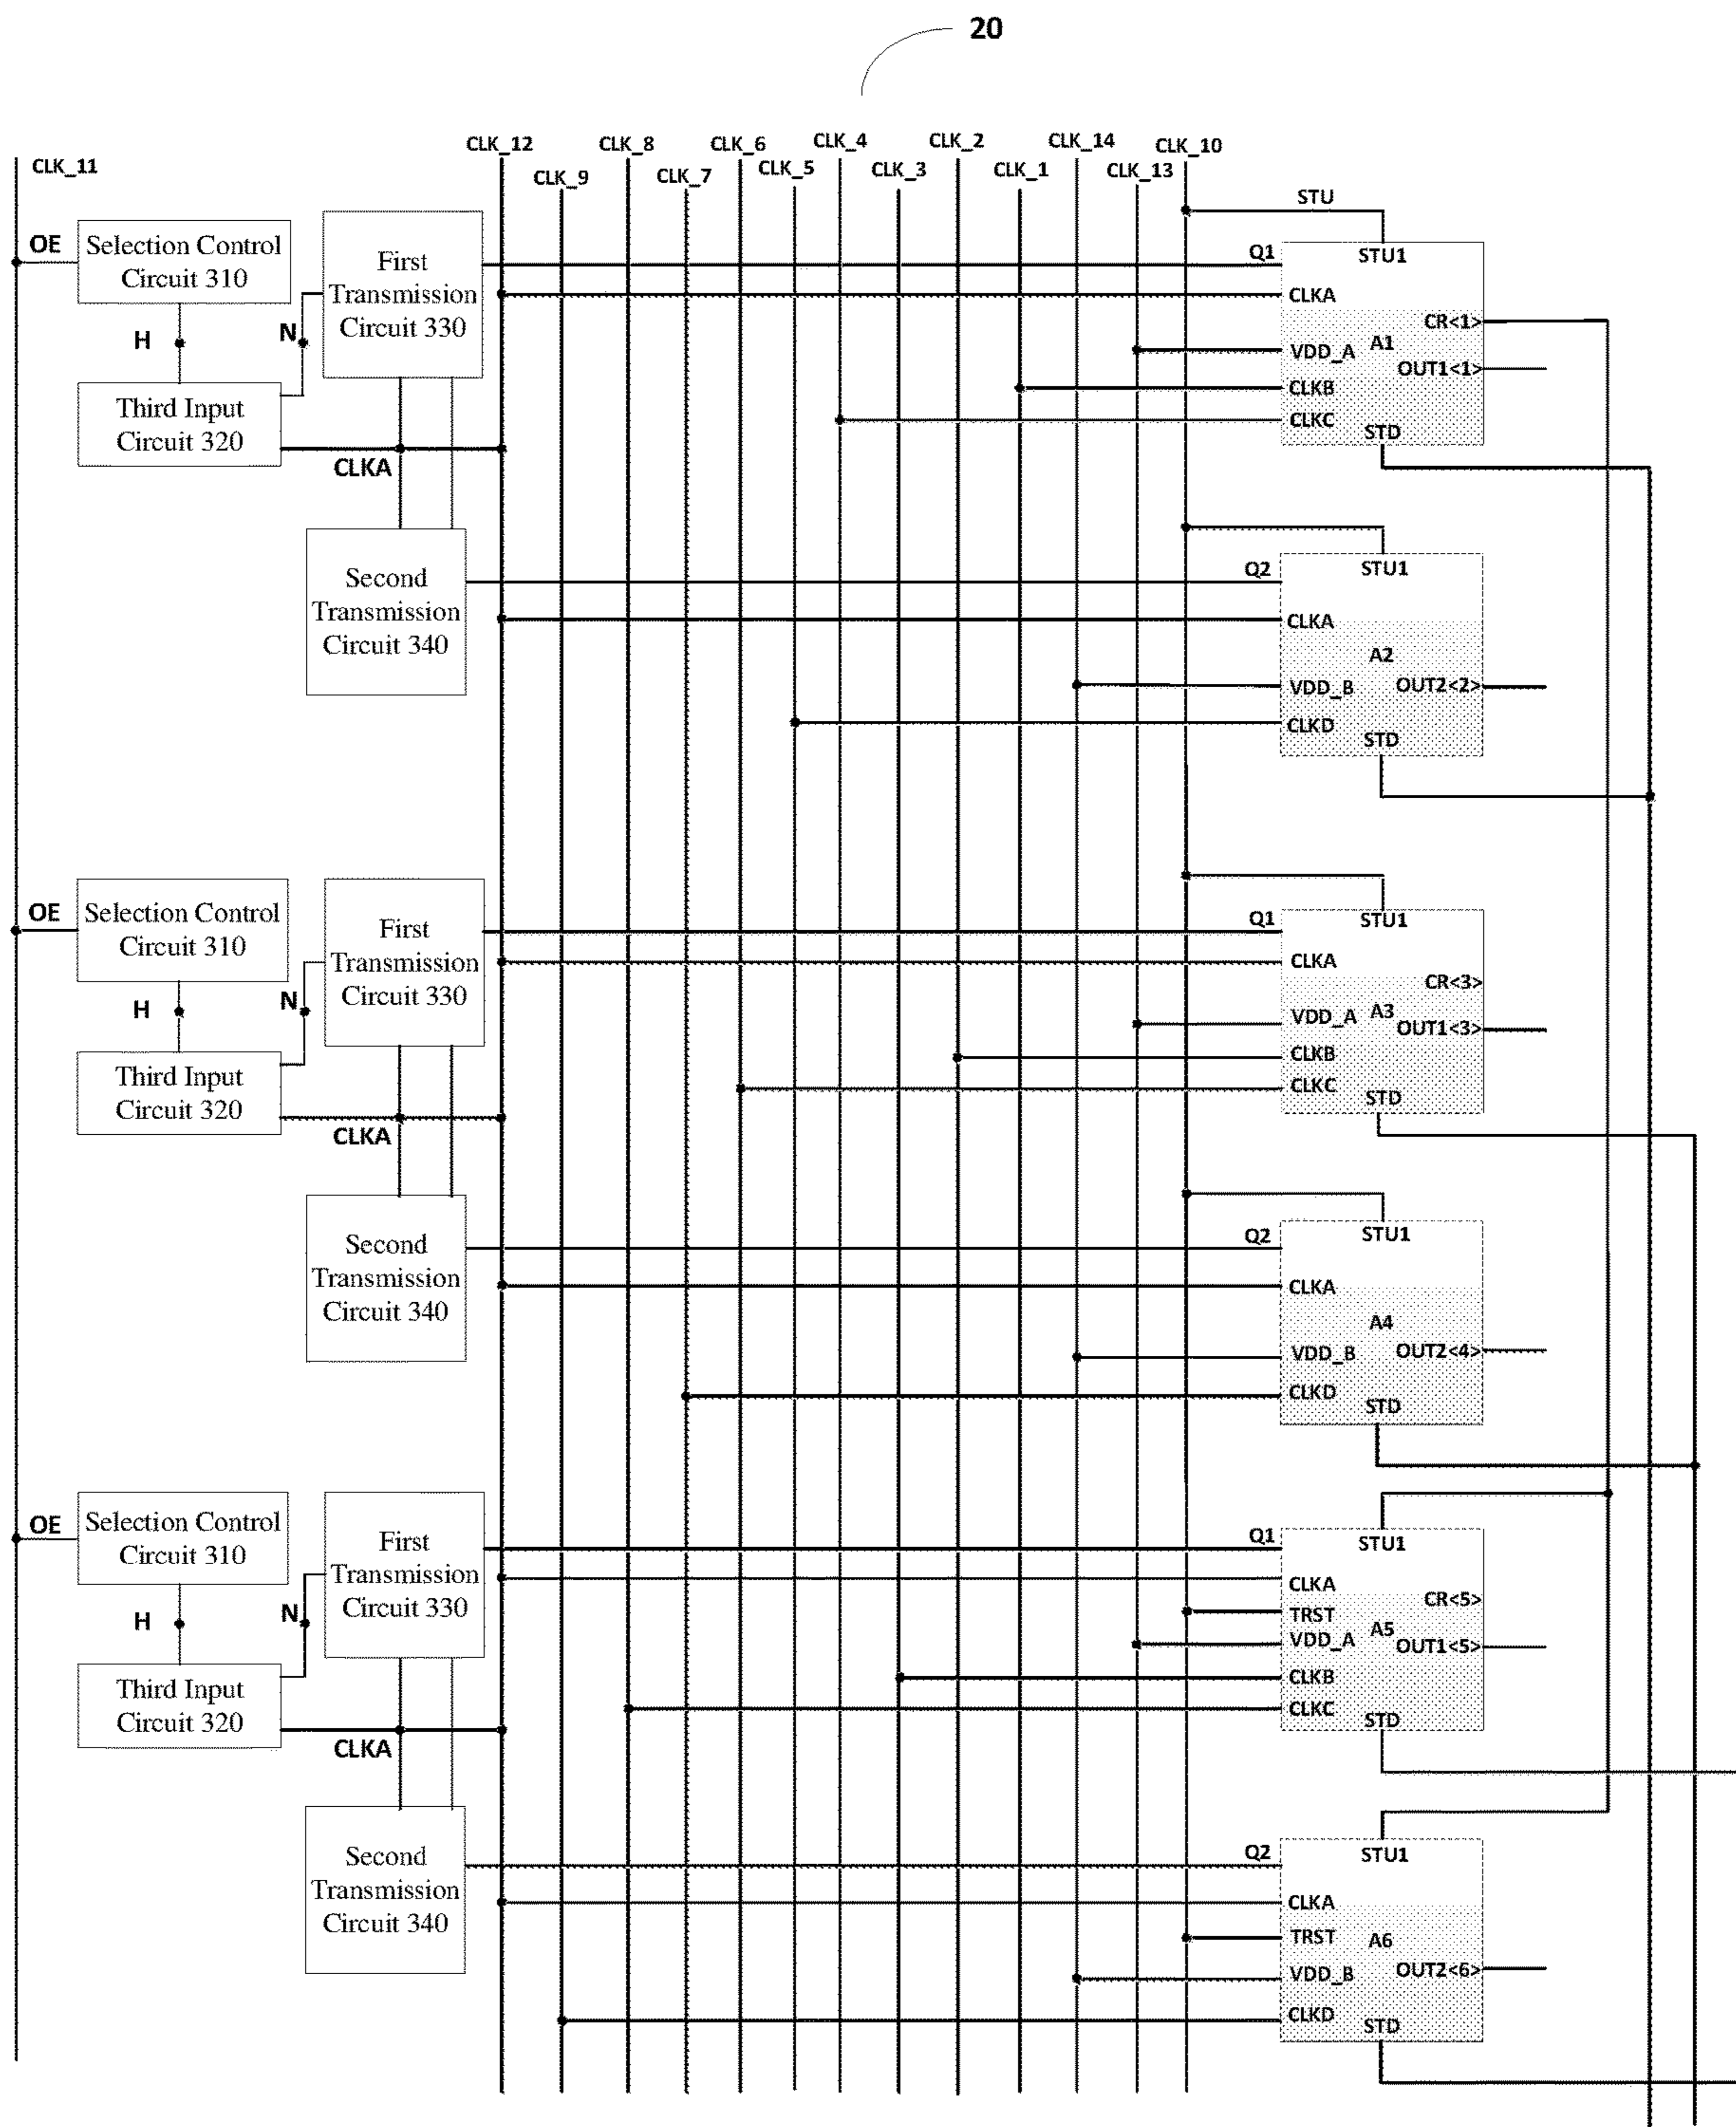 20
CLK_11
CLK_12
CLK_9
CLK_8
CLK_7
CLK_6
CLK_5
CLK_4
CLK_3
CLK_2
CLK_1
CLK_14
CLK_13
CLK_10
STU
OE
Selection Control
Circuit 310
H
N
Third Input
Circuit 320
First
Transmission
Circuit 330
CLKA
Second
Transmission
Circuit 340
Q1
STU1
CLKA
CR<1>
A1
VDD_A
OUT1<1>
CLKB
CLKC
STD
Q2
STU1
CLKA
A2
VDD_B
OUT2<2>
CLKD
STD
OE
Selection Control
Circuit 310
H
N
Third Input
Circuit 320
First
Transmission
Circuit 330
CLKA
Second
Transmission
Circuit 340
Q1
STU1
CLKA
CR<3>
A3
VDD_A
OUT1<3>
CLKB
CLKC
STD
Q2
STU1
CLKA
A4
VDD_B
OUT2<4>
CLKD
STD
OE
Selection Control
Circuit 310
H
N
Third Input
Circuit 320
First
Transmission
Circuit 330
CLKA
Second
Transmission
Circuit 340
Q1
STU1
CLKA
CR<5>
TRST
A5
VDD_A
OUT1<5>
CLKB
CLKC
STD
Q2
STU1
CLKA
TRST
A6
VDD_B
OUT2<6>
CLKD
STD